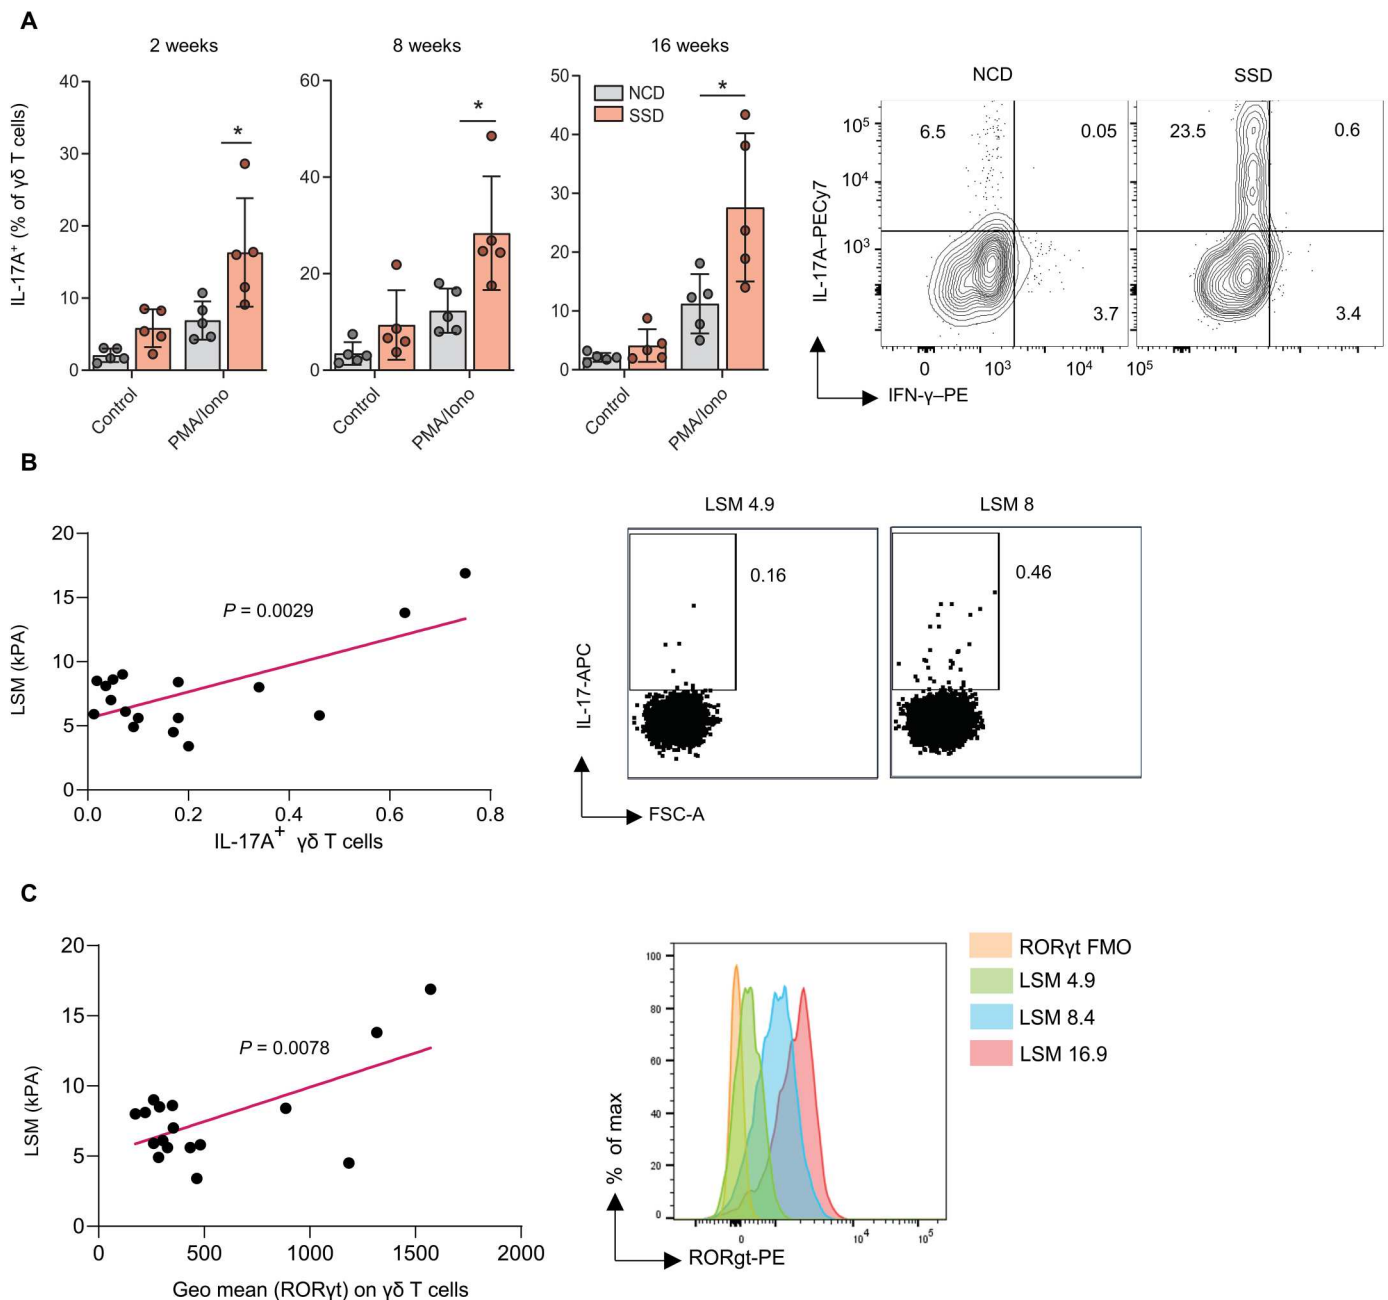 A
2 weeks
8 weeks
16 weeks
IL-17A⁺ (% of γδ T cells)
40
30
20
10
0
Control
PMA/Iono
60
40
20
0
Control
PMA/Iono
50
40
30
20
10
0
NCD
SSD
Control
PMA/Iono
NCD
SSD
IL-17A–PECy7
10⁵
10⁴
10³
6.5
0.05
3.7
23.5
0.6
3.4
0
10³
10⁴
10⁵
IFN-γ–PE
*
*
*
B
LSM (kPA)
20
15
10
5
0
P = 0.0029
0.0
0.2
0.4
0.6
0.8
IL-17A⁺ γδ T cells
LSM 4.9
LSM 8
0.16
0.46
IL-17-APC
FSC-A
C
LSM (kPA)
20
15
10
5
0
P = 0.0078
0
500
1000
1500
2000
Geo mean (RORγt) on γδ T cells
% of max
100
80
60
40
20
0
0
10⁴
10⁵
RORgt-PE
RORγt FMO
LSM 4.9
LSM 8.4
LSM 16.9